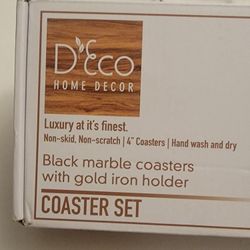 D'Eco
HOME DECOR
Luxury at it's finest.
Non-skid, Non-scratch | 4" Coasters | Hand wash and dry
Black marble coasters
with gold iron holder
COASTER SET